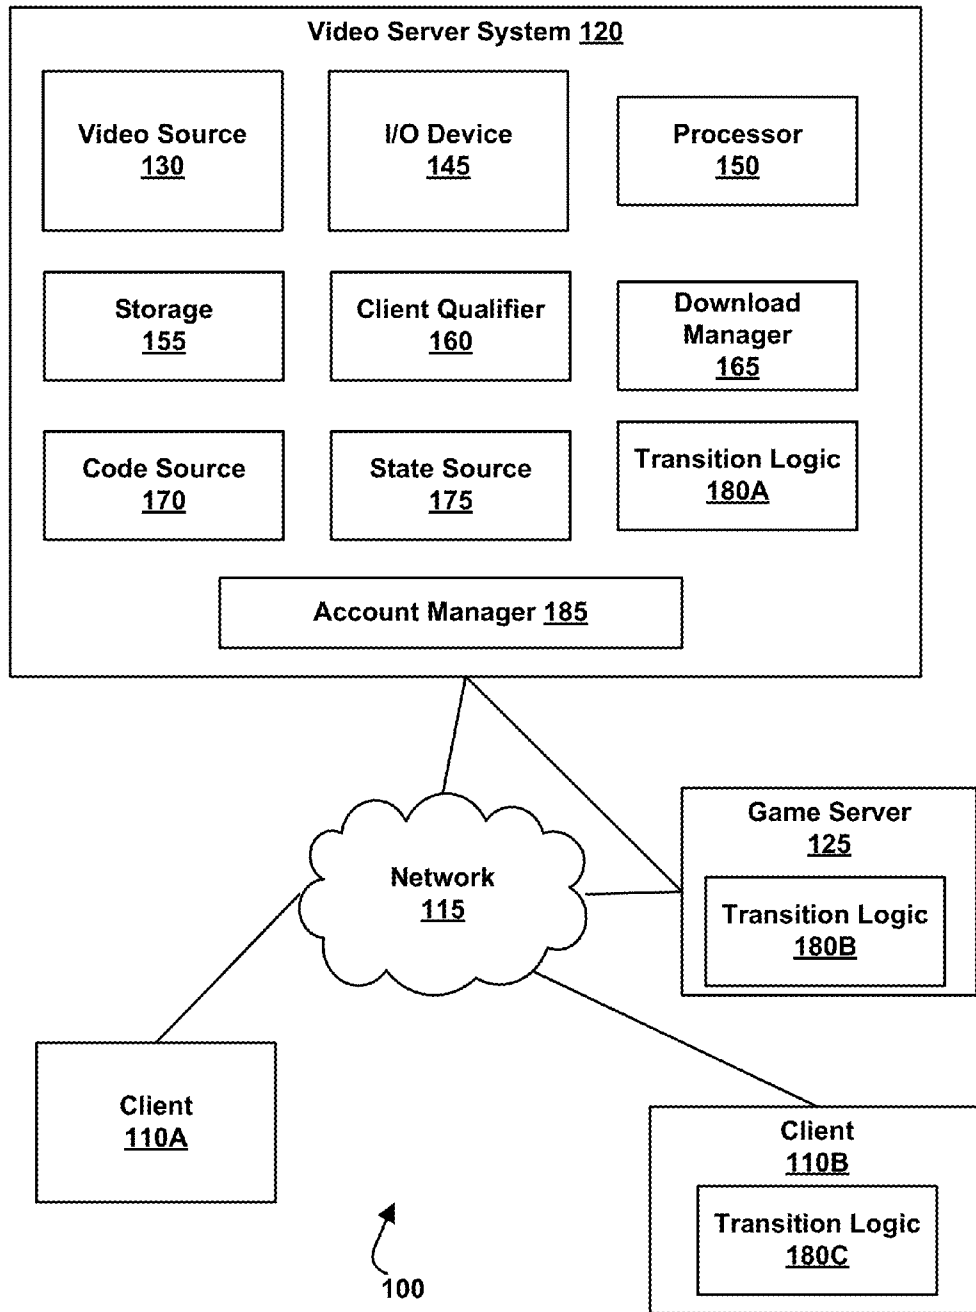 Video Server System 120
Video Source
130
I/O Device
145
Processor
150
Storage
155
Client Qualifier
160
Download
Manager
165
Code Source
170
State Source
175
Transition Logic
180A
Account Manager 185
Network
115
Game Server
125
Transition Logic
180B
Client
110A
Client
110B
Transition Logic
180C
100